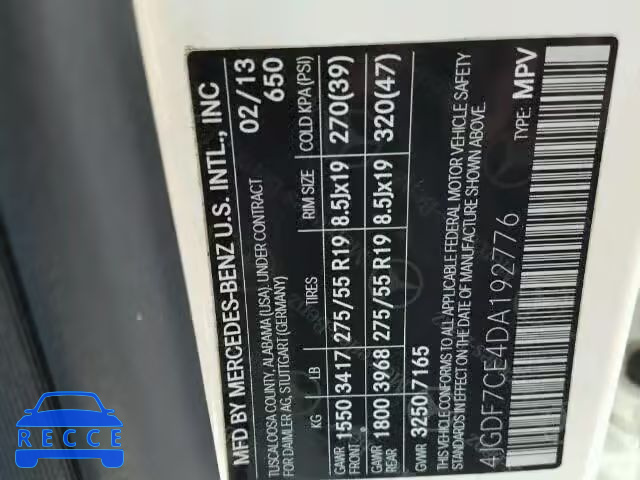 MFD BY MERCEDES-BENZ U.S. INTL., INC
TUSCALOOSA COUNTY, ALABAMA (USA), UNDER CONTRACT
FOR DAIMLER AG, STUTTGART (GERMANY)
02/13
650
KG LB TIRES RIM SIZE COLD KPA (PSI)
GAWR FRONT 1550 3417 275/55 R19 8.5Jx19 270(39)
GAWR REAR 1800 3968 275/55 R19 8.5Jx19 320(47)
GVWR 3250 7165
THIS VEHICLE CONFORMS TO ALL APPLICABLE FEDERAL MOTOR VEHICLE SAFETY
STANDARDS IN EFFECT ON THE DATE OF MANUFACTURE SHOWN ABOVE.
4JGDF7CE4DA192776 TYPE: MPV
RECCE